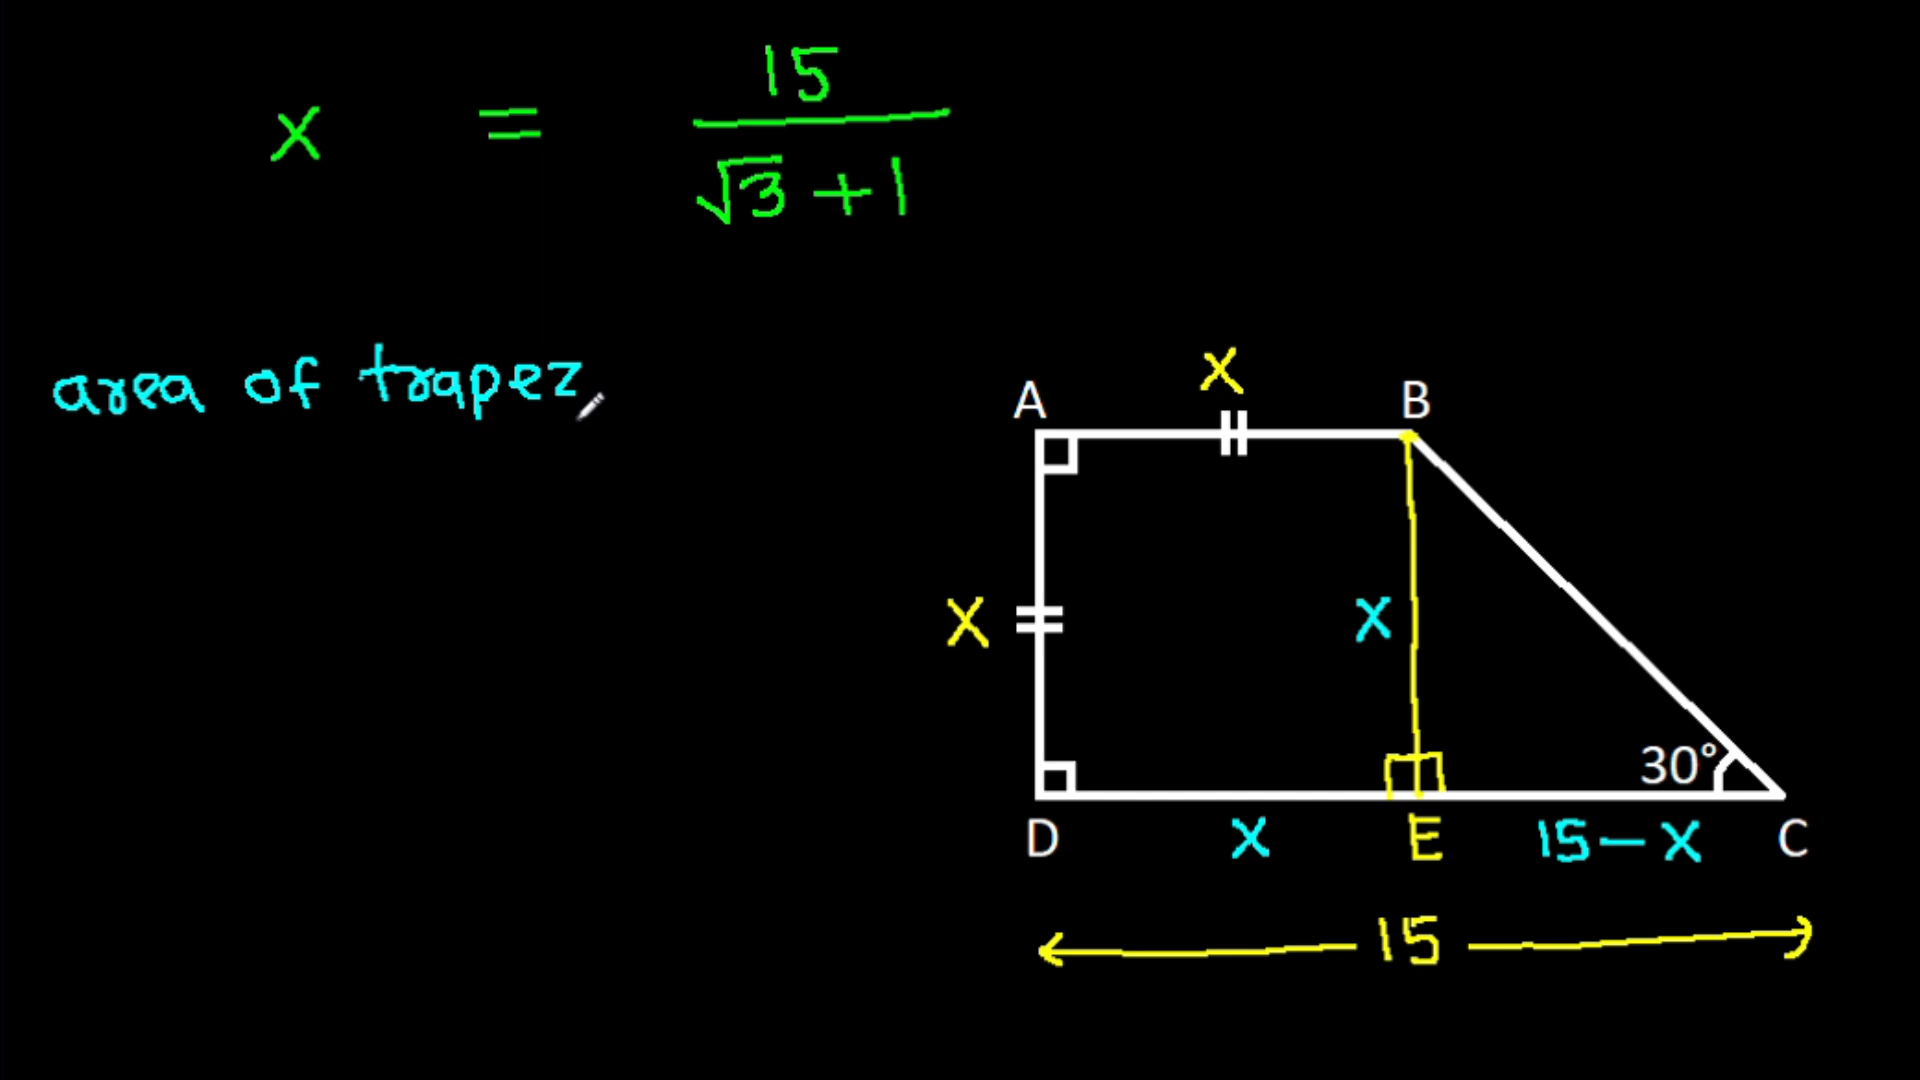 x = 15 / √3 + 1
area of trapez
x
A B
x x
30°
D x E 15 - x C
15